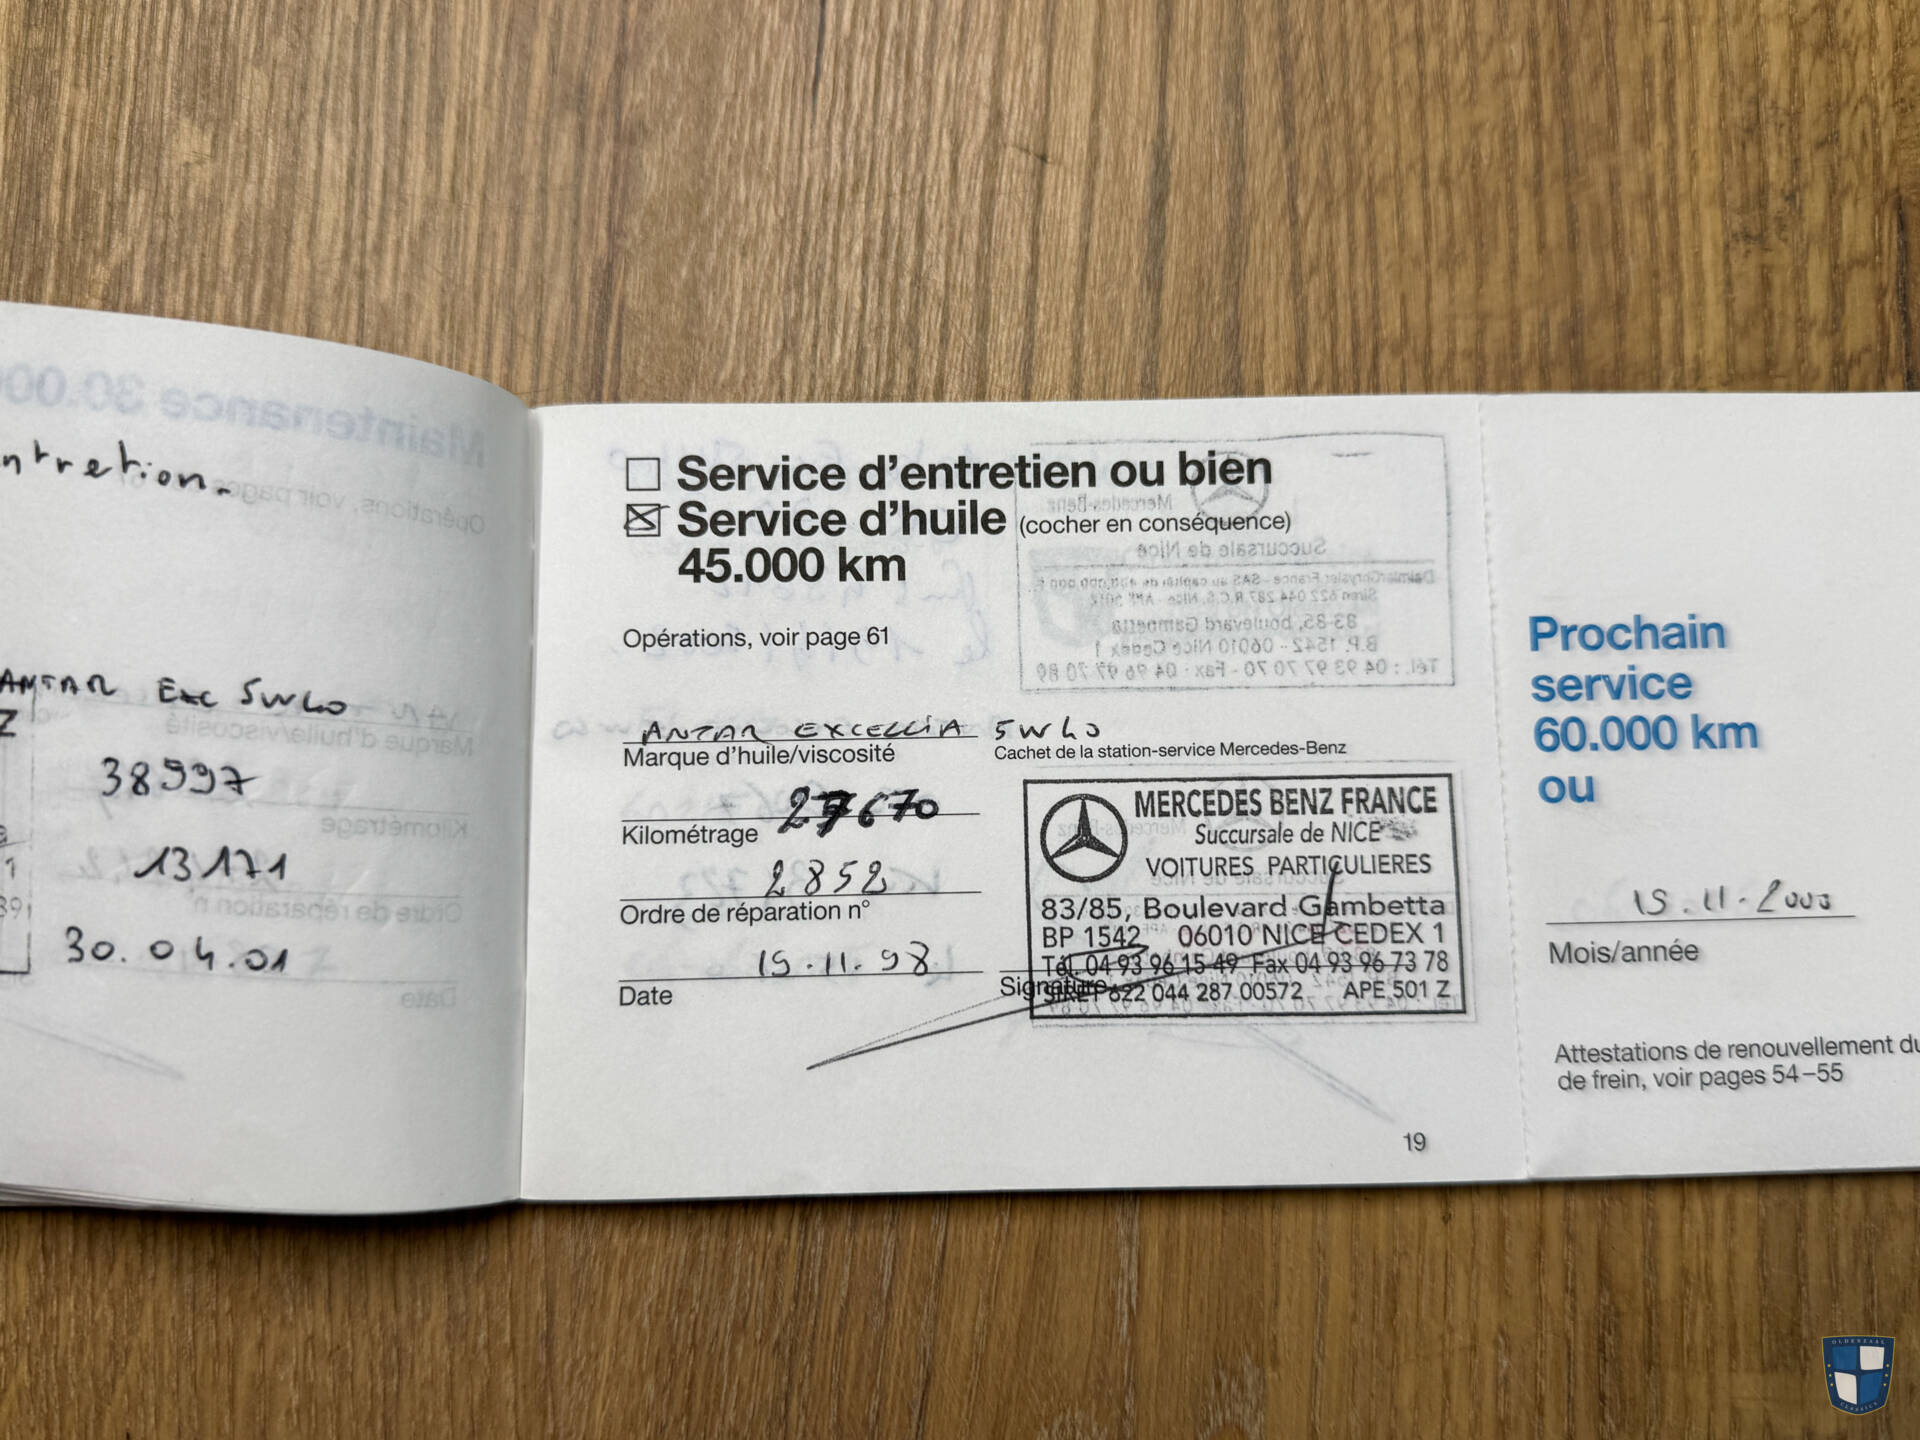 ntretion.
ANTAR Exc 5W40
Z
38997
13171
30.04.01
Service d'entretien ou bien
Service d'huile (cocher en conséquence)
45.000 km
Opérations, voir page 61
ANTAR EXCELLIA 5W40
Marque d'huile/viscosité
Cachet de la station-service Mercedes-Benz
27670
Kilométrage
2852
Ordre de réparation n°
19.11.98
Date
MERCEDES BENZ FRANCE
Succursale de NICE
VOITURES PARTICULIERES
83/85, Boulevard Gambetta
BP 1542 06010 NICE CEDEX 1
Tél. 04 93 96 15 49 Fax 04 93 96 73 78
Signature
SIRET 622 044 287 00572 APE 501 Z
19
Prochain
service
60.000 km
ou
19.11.2000
Mois/année
Attestations de renouvellement du
de frein, voir pages 54–55
OLDENZAAL
CLASSICS